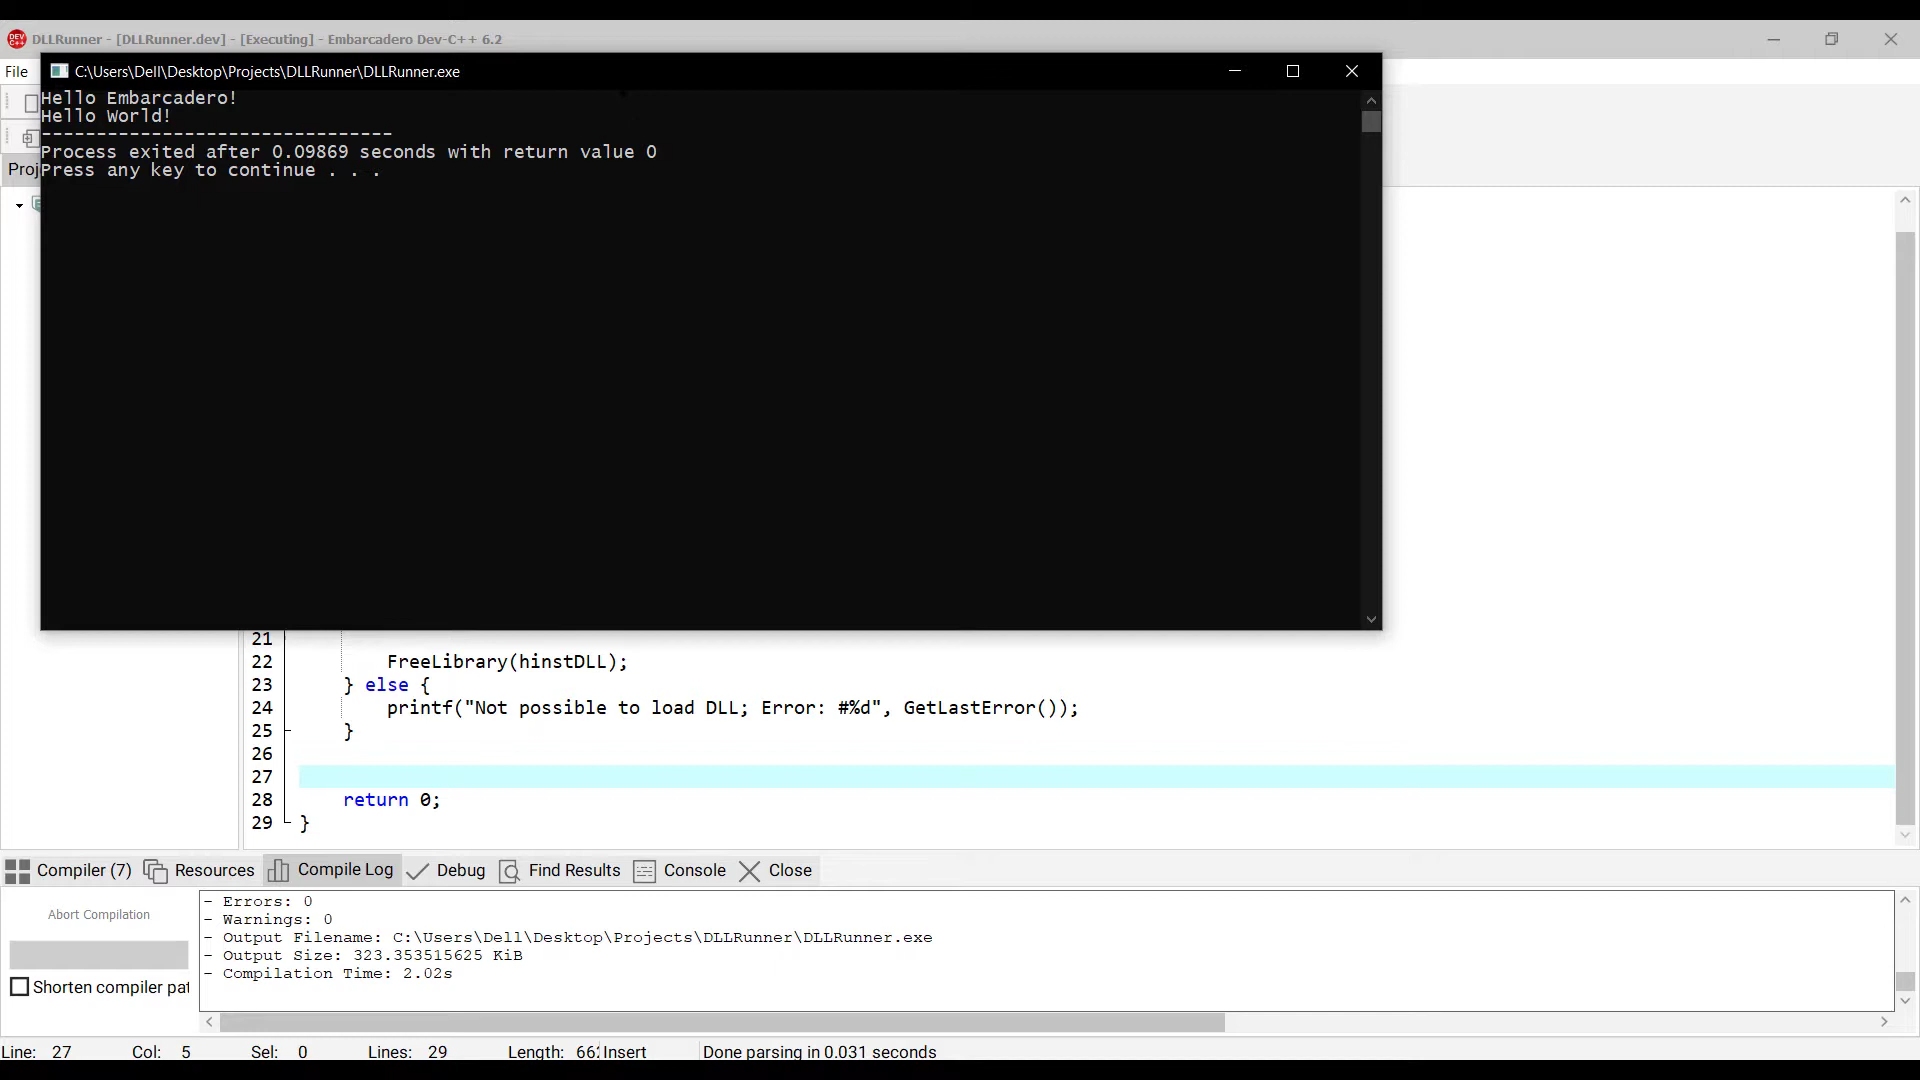 DLLRunner - [DLLRunner.dev] - [Executing] - Embarcadero Dev-C++ 6.2
File
C:\Users\Dell\Desktop\Projects\DLLRunner\DLLRunner.exe
Hello Embarcadero!
Hello World!
--------------------------------
Process exited after 0.09869 seconds with return value 0
Press any key to continue . . .
Proj
21
22 FreeLibrary(hinstDLL);
23 } else {
24 printf("Not possible to load DLL; Error: #%d", GetLastError());
25 }
26
27
28 return 0;
29 }
Compiler (7) Resources Compile Log Debug Find Results Console Close
Abort Compilation
Shorten compiler pat
- Errors: 0
- Warnings: 0
- Output Filename: C:\Users\Dell\Desktop\Projects\DLLRunner\DLLRunner.exe
- Output Size: 323.353515625 KiB
- Compilation Time: 2.02s
Line: 27 Col: 5 Sel: 0 Lines: 29 Length: 66 Insert Done parsing in 0.031 seconds